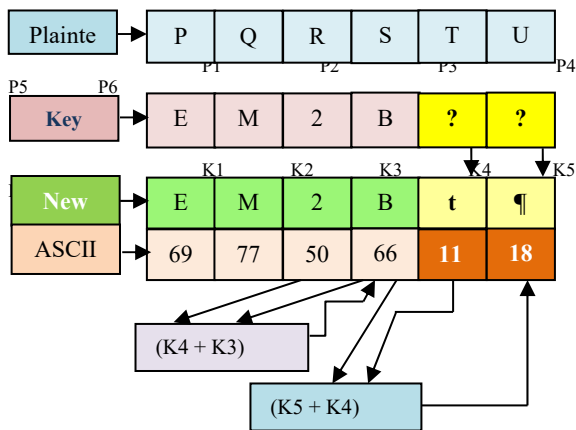 Plainte P Q R S T U
P1 P2 P3 P4
P5 P6
Key E M 2 B ? ?
K1 K2 K3 K4 K5
New E M 2 B t ¶
ASCII 69 77 50 66 11 18
(K4 + K3)
(K5 + K4)